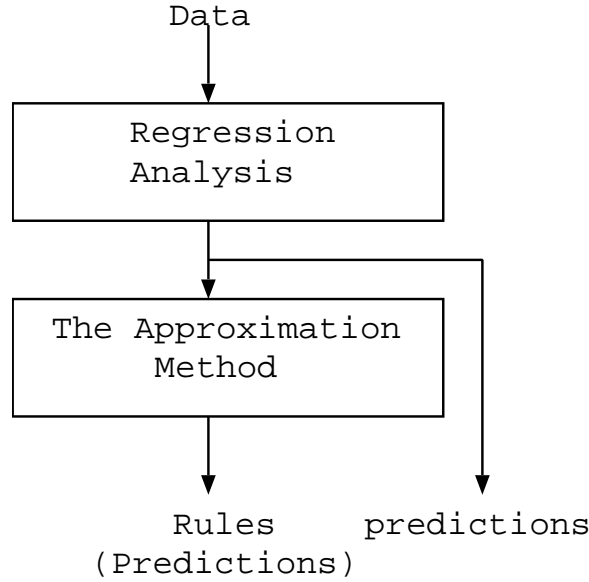 Data
Regression
Analysis
The Approximation
Method
Rules
(Predictions)
predictions